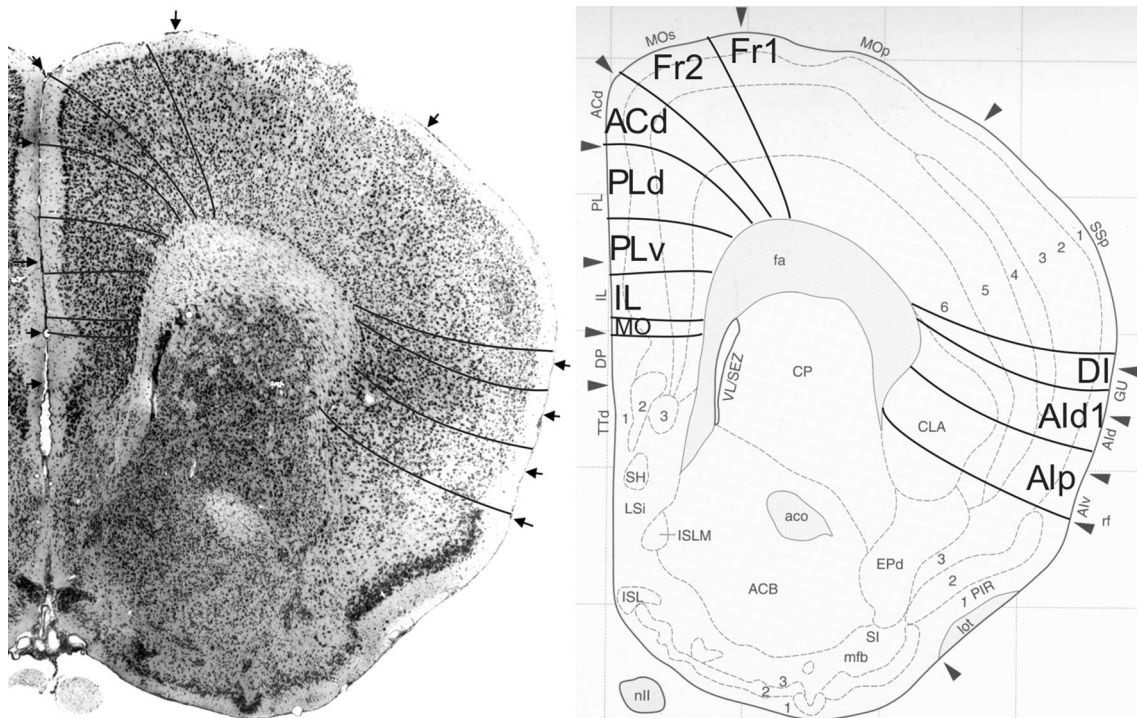 MOs
Fr1
MOp
Fr2
ACd
ACd
PLd
PL
PLv
fa
SSp
1
2
3
4
5
6
IL
IL
MO
DP
VL/SEZ
CP
DI
GU
AId1
AId
TTd
1
2
3
CLA
AIp
AIv
rf
SH
LSi
aco
ISLM
EPd
3
2
1
PIR
ISL
ACB
lot
SI
mfb
3
2
1
nII